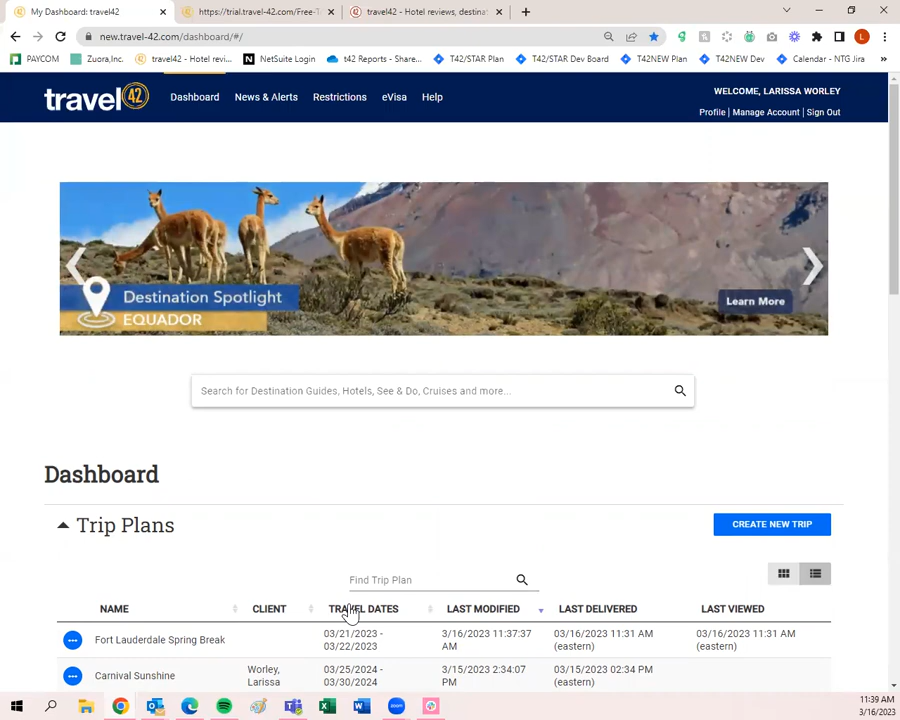 My Dashboard: travel42
https://trial.travel-42.com/Free-T
travel42 - Hotel reviews, destinat
new.travel-42.com/dashboard/#/
L
PAYCOM
Zuora,Inc.
travel42 - Hotel revi...
NetSuite Login
t42 Reports - Share...
T42/STAR Plan
T42/STAR Dev Board
T42NEW Plan
T42NEW Dev
Calendar - NTG Jira
»
travel 42
Dashboard
News & Alerts
Restrictions
eVisa
Help
WELCOME, LARISSA WORLEY
Profile | Manage Account | Sign Out
Destination Spotlight
EQUADOR
Learn More
Search for Destination Guides, Hotels, See & Do, Cruises and more...
Dashboard
Trip Plans
CREATE NEW TRIP
Find Trip Plan
NAME CLIENT TRAVEL DATES LAST MODIFIED LAST DELIVERED LAST VIEWED
Fort Lauderdale Spring Break 03/21/2023 - 3/16/2023 11:37:37 03/16/2023 11:31 AM 03/16/2023 11:31 AM
03/22/2023 AM (eastern) (eastern)
Carnival Sunshine Worley, 03/25/2024 - 3/15/2023 2:34:07 03/15/2023 02:34 PM
Larissa 03/30/2024 PM (eastern)
zoom
11:39 AM
3/16/2023